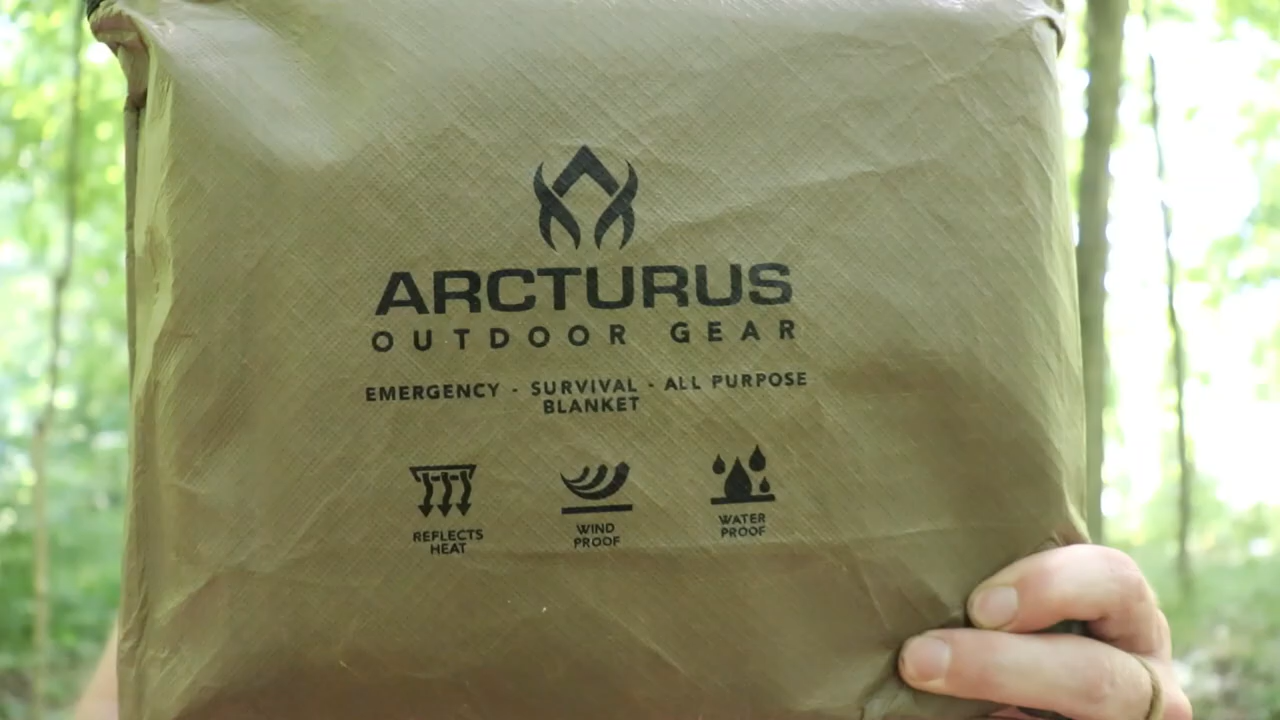 ARCTURUS
OUTDOOR GEAR
EMERGENCY - SURVIVAL - ALL PURPOSE
BLANKET
REFLECTS
HEAT
WIND
PROOF
WATER
PROOF